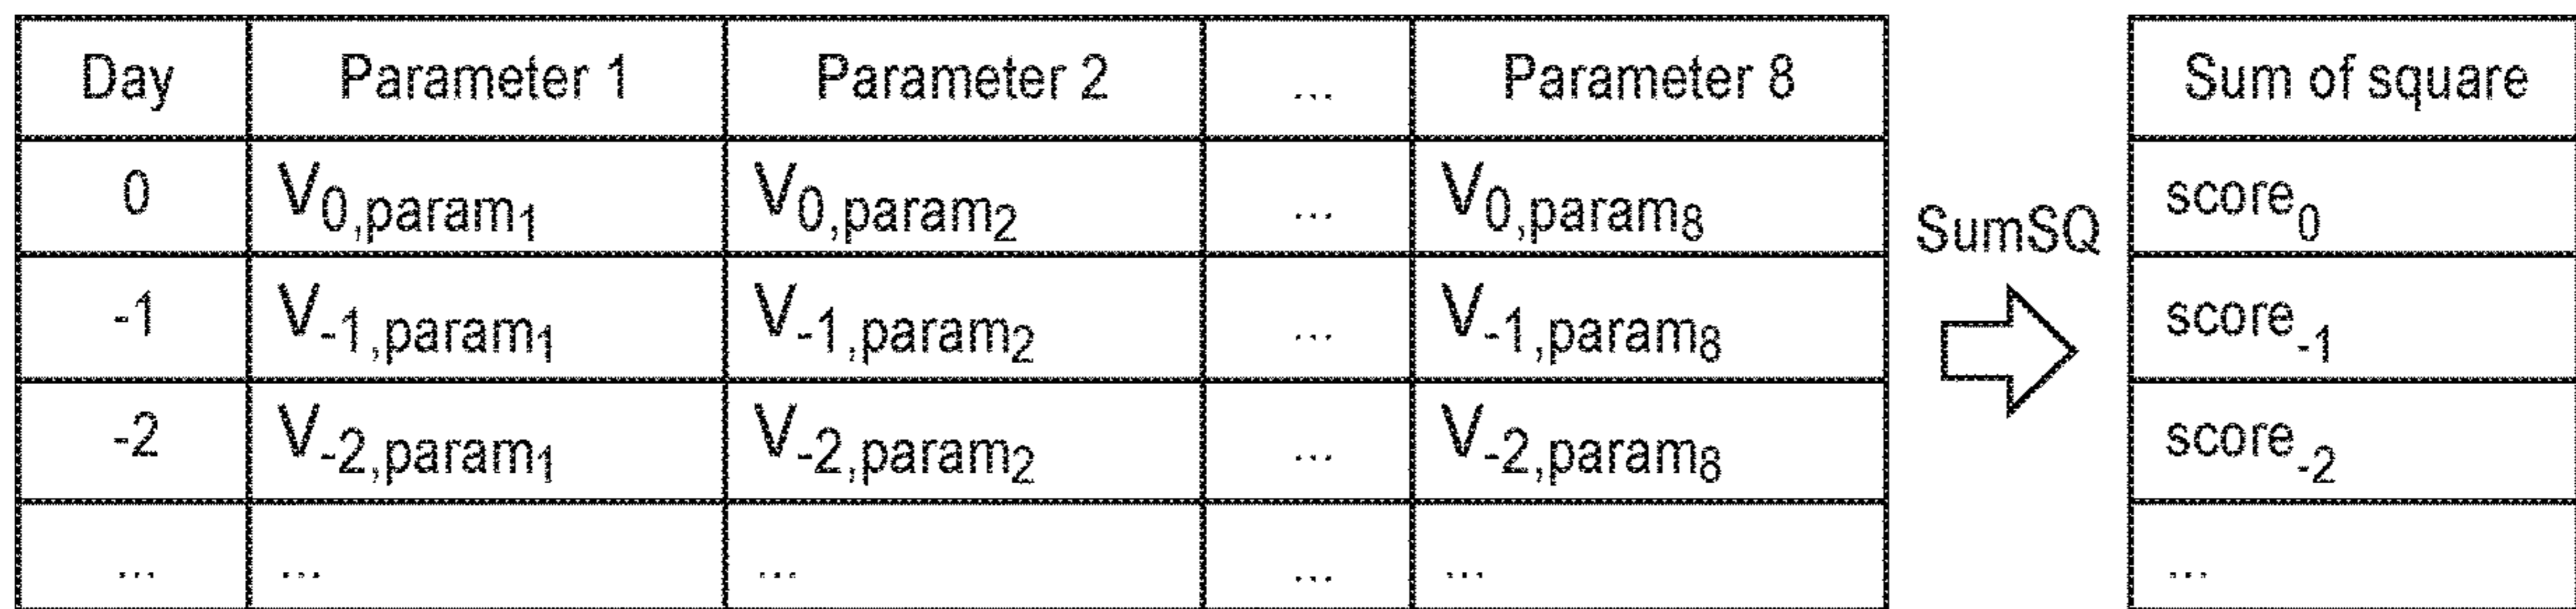 Day Parameter 1 Parameter 2 ... Parameter 8 Sum of square
0 V0,param1 V0,param2 ... V0,param8 SumSQ score0
-1 V-1,param1 V-1,param2 ... V-1,param8 score-1
-2 V-2,param1 V-2,param2 ... V-2,param8 score-2
... ... ... ... ... ...